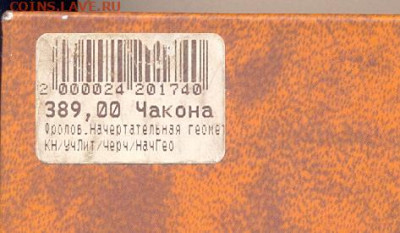 COINS.LAVE.RU
2 000024 201740
389,00 Чакона
Фролов.Начертательная геомет
КН/УчЛит/Черч/НачГео